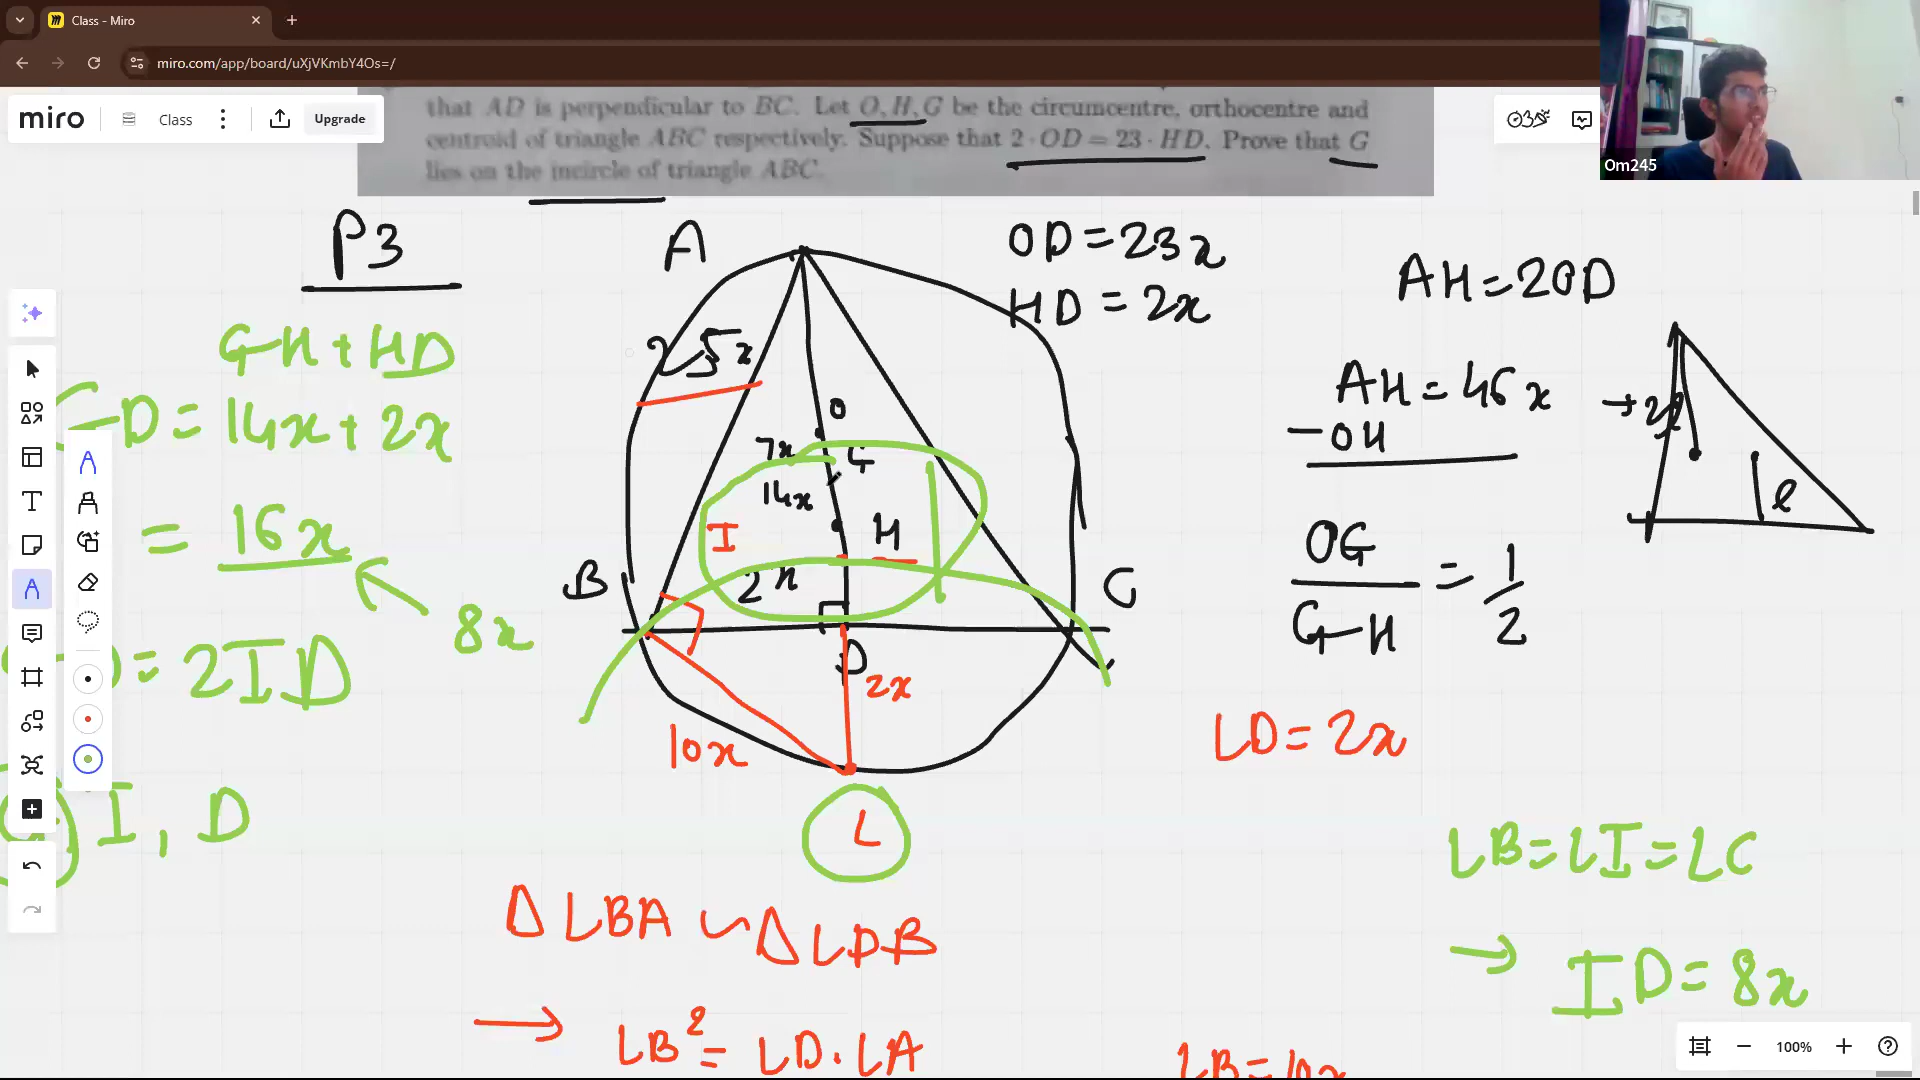 Class - Miro
miro.com/app/board/uXjVKmbY4Os=/
miro
Class
Upgrade
that AD is perpendicular to BC. Let O, H, G be the circumcentre, orthocentre and
centroid of triangle ABC respectively. Suppose that 2 · OD = 23 · HD. Prove that G
lies on the incircle of triangle ABC.
Om245
P3
A
OD = 23x
HD = 2x
AH = 2OD
GH + HD
25x
AH = 46x
- OH
O
7x
G
14x
D = 14x + 2x
I
H
= 16x
OG / GH = 1/2
l
B
2x
C
8x
D
2x
= 2ID
10x
LD = 2x
I, D
L
LB = LI = LC
Δ LBA ∽ Δ LDB
→ ID = 8x
→ LB² = LD . LA
LB = 10x
100%